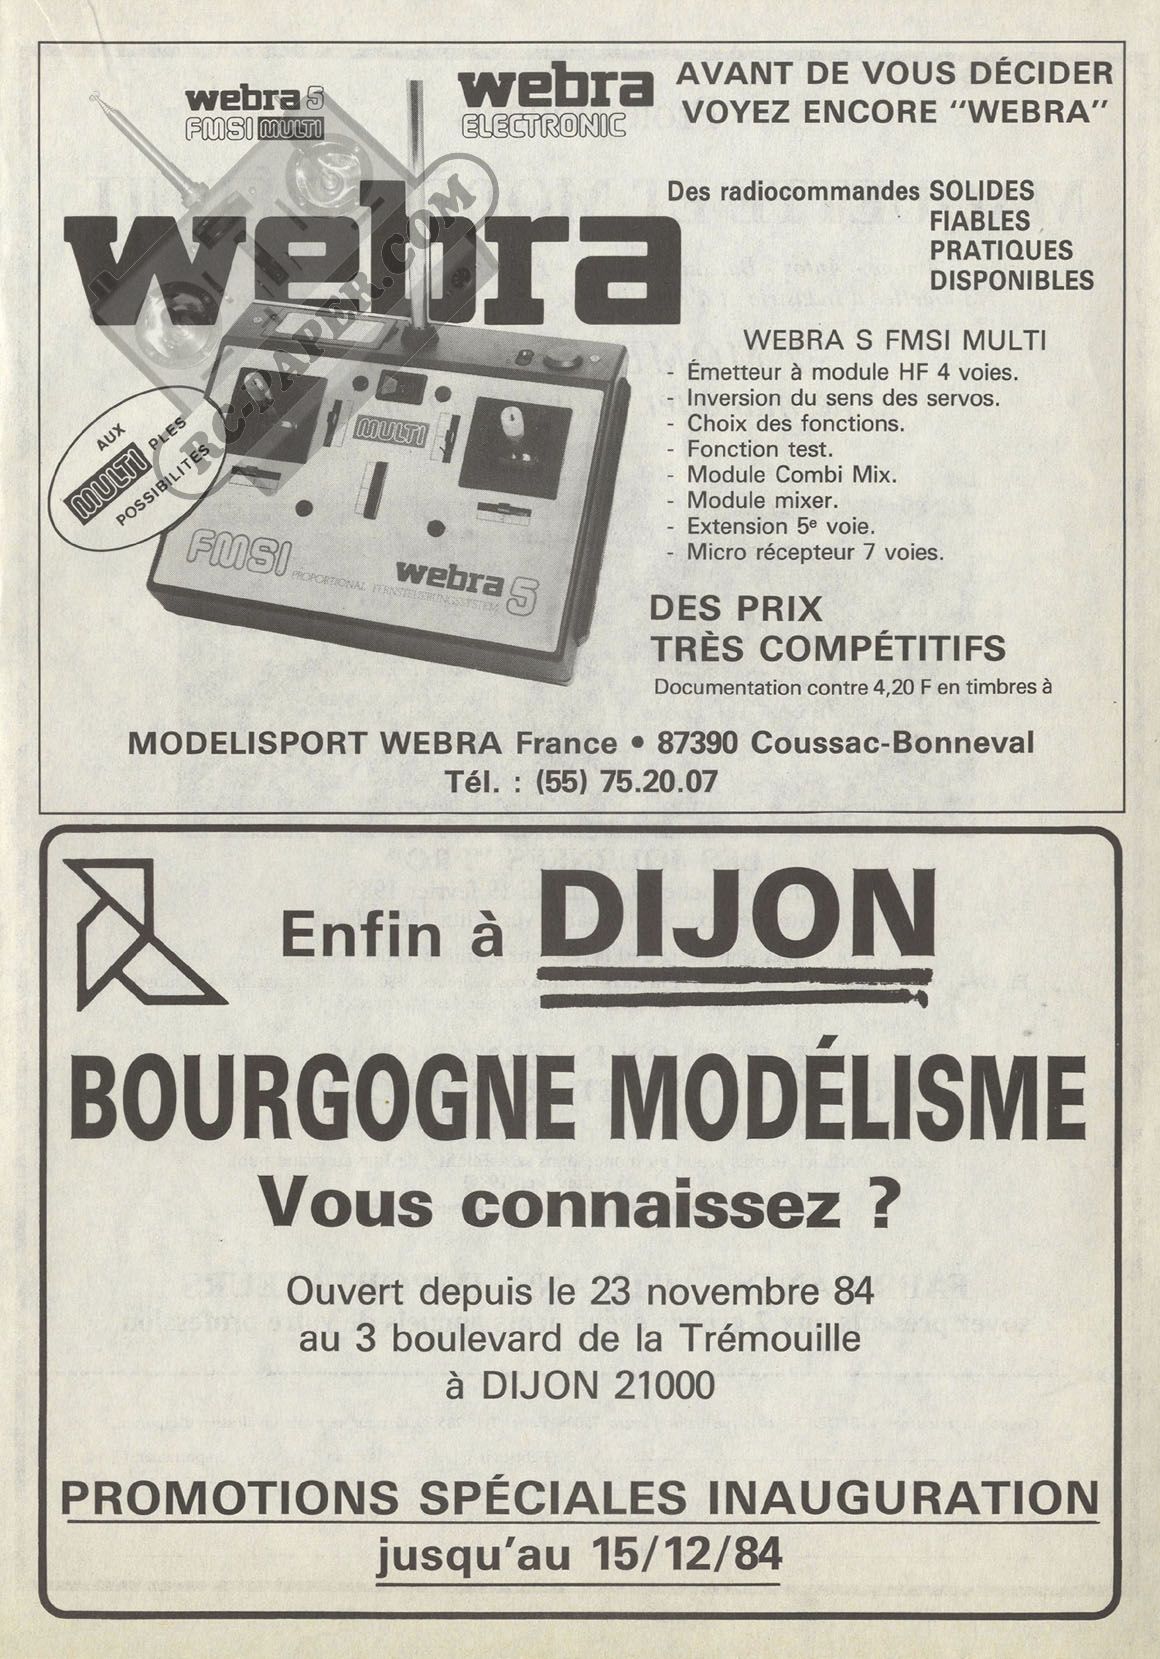 webra S
FMSI MULTI
webra
ELECTRONIC
AVANT DE VOUS DÉCIDER
VOYEZ ENCORE "WEBRA"
webra
RC-PAPER.COM
Des radiocommandes SOLIDES
FIABLES
PRATIQUES
DISPONIBLES
WEBRA S FMSI MULTI
- Émetteur à module HF 4 voies.
- Inversion du sens des servos.
- Choix des fonctions.
- Fonction test.
- Module Combi Mix.
- Module mixer.
- Extension 5e voie.
- Micro récepteur 7 voies.
AUX
MULTI PLES
POSSIBILITÉS
MULTI
FMSI
PROPORTIONAL FERNSTEUERUNGSSYSTEM
webra S
DES PRIX
TRÈS COMPÉTITIFS
Documentation contre 4,20 F en timbres à
MODELISPORT WEBRA France • 87390 Coussac-Bonneval
Tél. : (55) 75.20.07
Enfin à DIJON
BOURGOGNE MODÉLISME
Vous connaissez ?
Ouvert depuis le 23 novembre 84
au 3 boulevard de la Trémouille
à DIJON 21000
PROMOTIONS SPÉCIALES INAUGURATION
jusqu'au 15/12/84